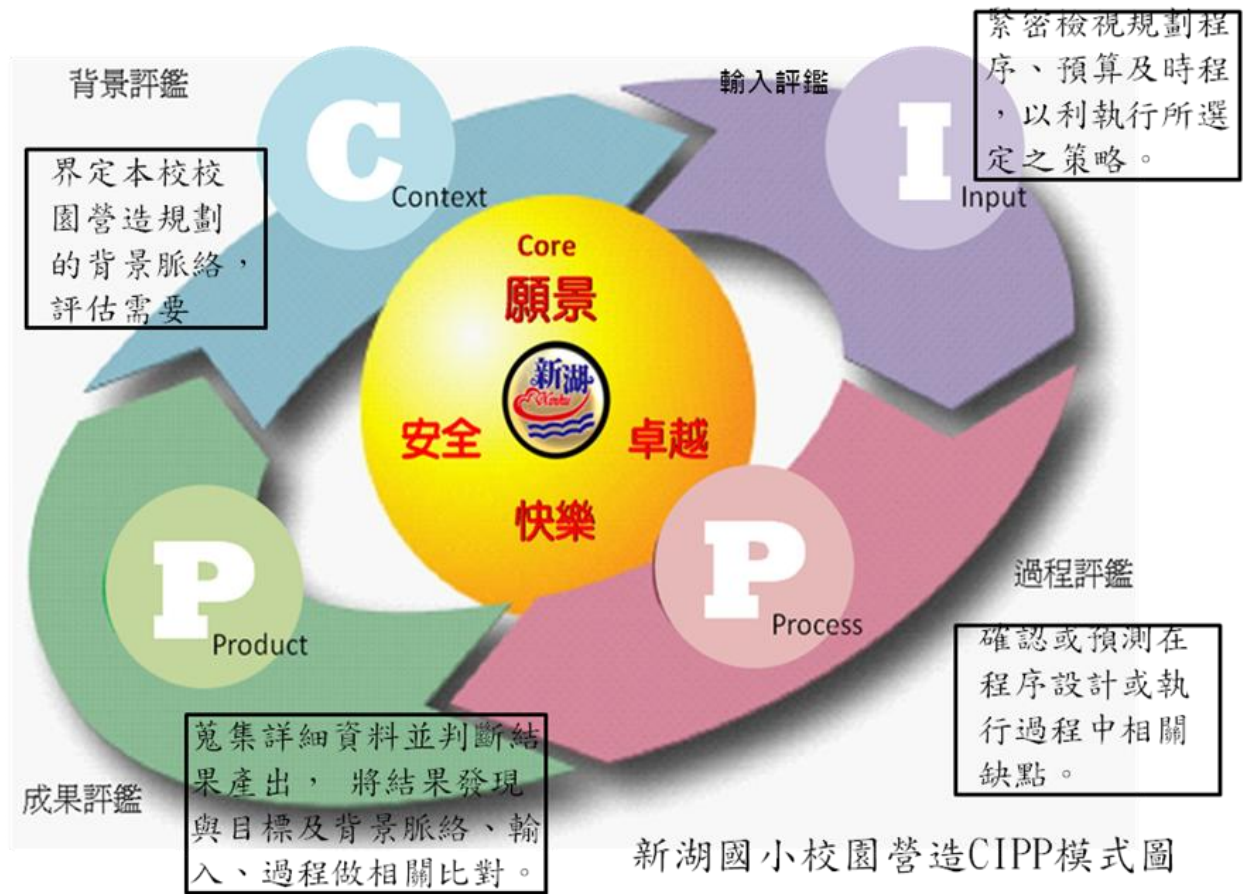 背景評鑑
C
Context
界定本校校
園營造規劃
的背景脈絡，
評估需要
輸入評鑑
I
Input
緊密檢視規劃程
序、預算及時程
，以利執行所選
定之策略。
Core
願景
新湖
安全
卓越
快樂
P
Process
過程評鑑
確認或預測在
程序設計或執
行過程中相關
缺點。
P
Product
成果評鑑
蒐集詳細資料並判斷結
果產出， 將結果發現
與目標及背景脈絡、輸
入、過程做相關比對。
新湖國小校園營造CIPP模式圖